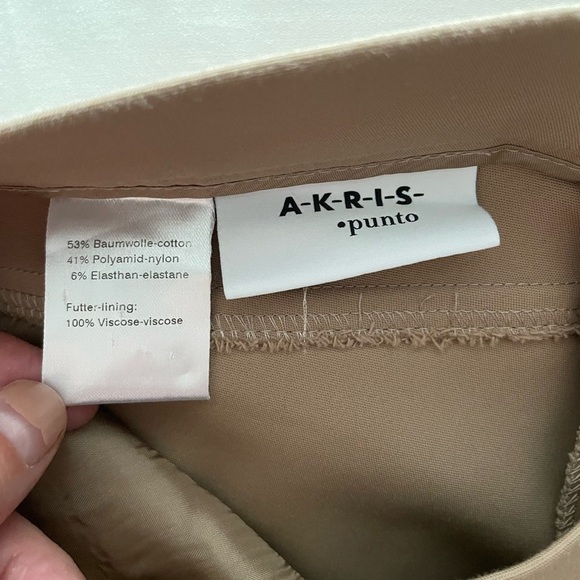 53% Baumwolle-cotton
41% Polyamid-nylon
6% Elasthan-elastane
Futter-lining:
100% Viscose-viscose
A-K-R-I-S-
•punto